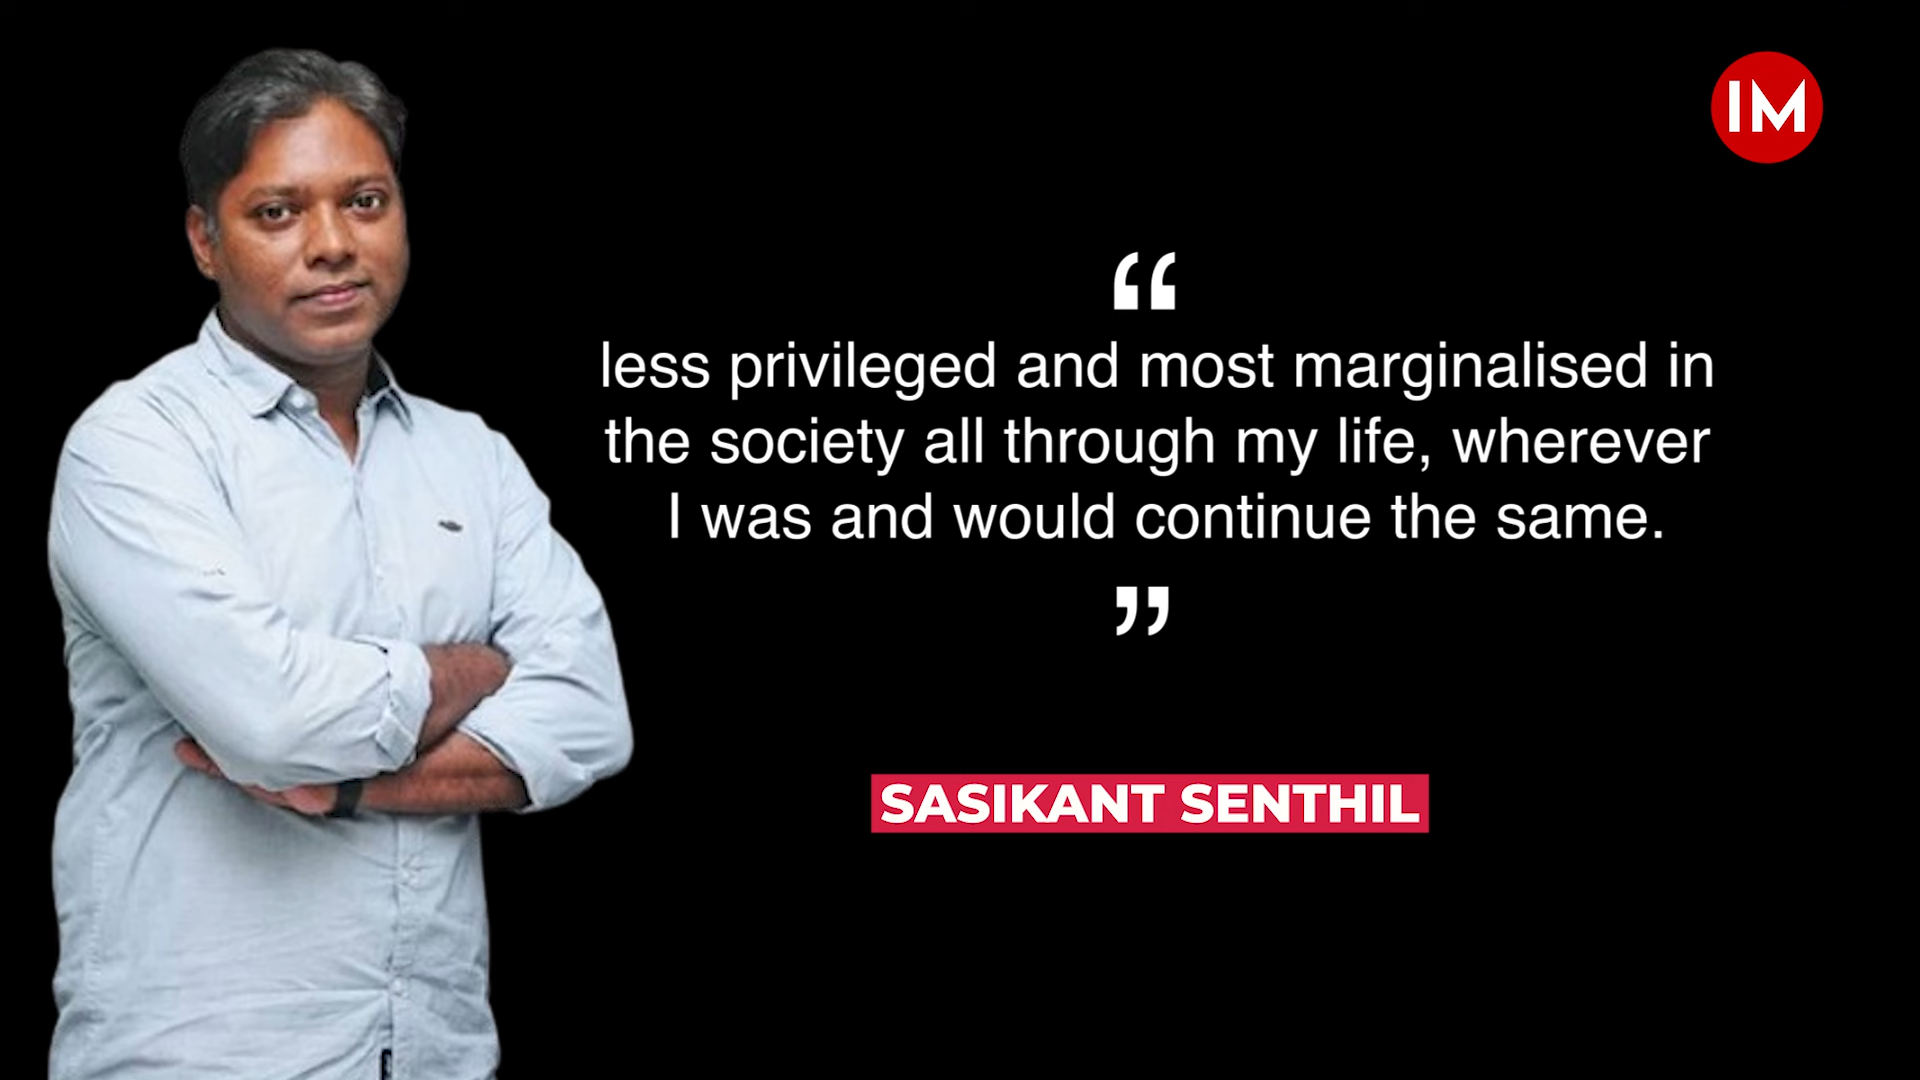 IM
“
less privileged and most marginalised in
the society all through my life, wherever
I was and would continue the same.
”
SASIKANT SENTHIL